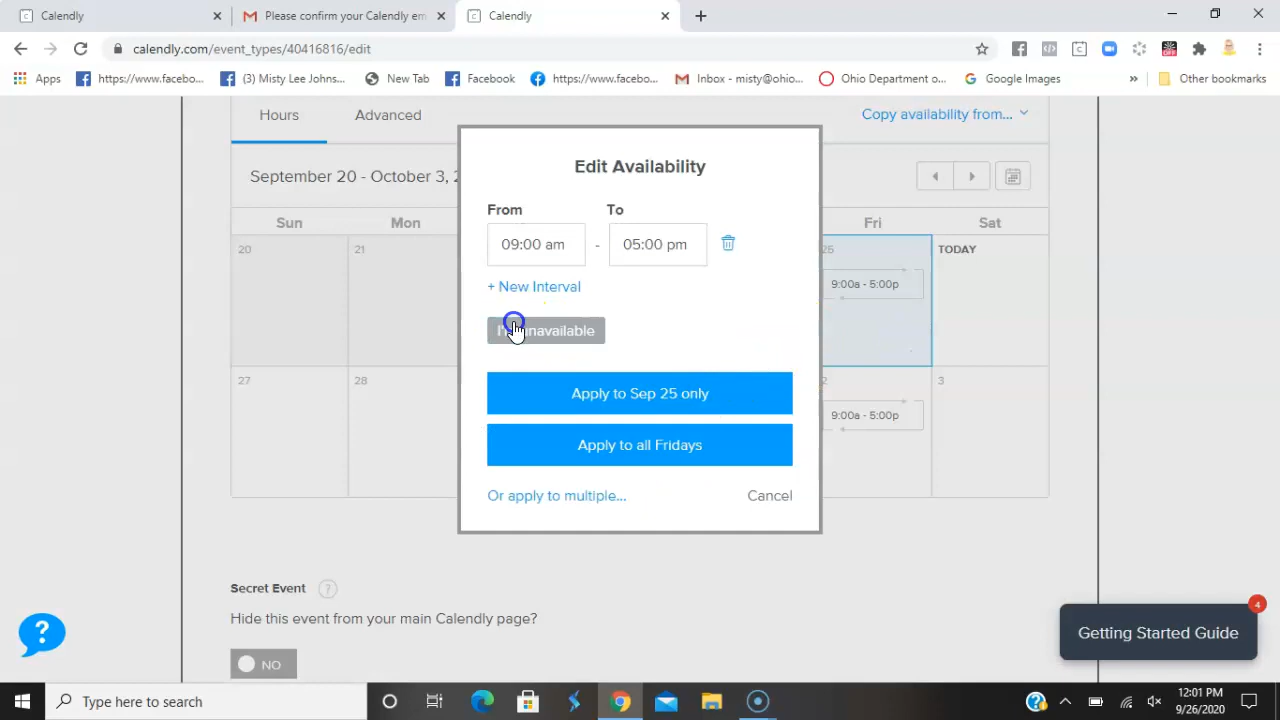 Calendly
Please confirm your Calendly em
Calendly
calendly.com/event_types/40416816/edit
Apps
https://www.facebo...
(3) Misty Lee Johns...
New Tab
Facebook
https://www.facebo...
Inbox - misty@ohio...
Ohio Department o...
Google Images
»
Other bookmarks
OFF
Hours
Advanced
Copy availability from...
September 20 - October 3, 2
Sun
Mon
Fri
Sat
20
21
25
TODAY
9:00a - 5:00p
27
28
2
3
9:00a - 5:00p
Edit Availability
From
To
09:00 am
-
05:00 pm
+ New Interval
unavailable
Apply to Sep 25 only
Apply to all Fridays
Or apply to multiple...
Cancel
Secret Event
?
Hide this event from your main Calendly page?
NO
?
4
Getting Started Guide
Type here to search
12:01 PM
9/26/2020